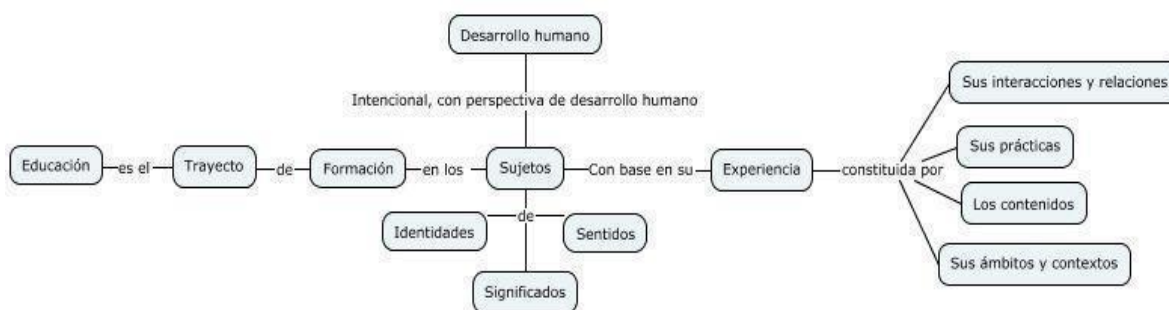 Desarrollo humano
Intencional, con perspectiva de desarrollo humano
Sus interacciones y relaciones
Educación es el Trayecto de Formación en los Sujetos Con base en su Experiencia constituida por
Sus prácticas
Los contenidos
Sus ámbitos y contextos
de
Identidades
Sentidos
Significados